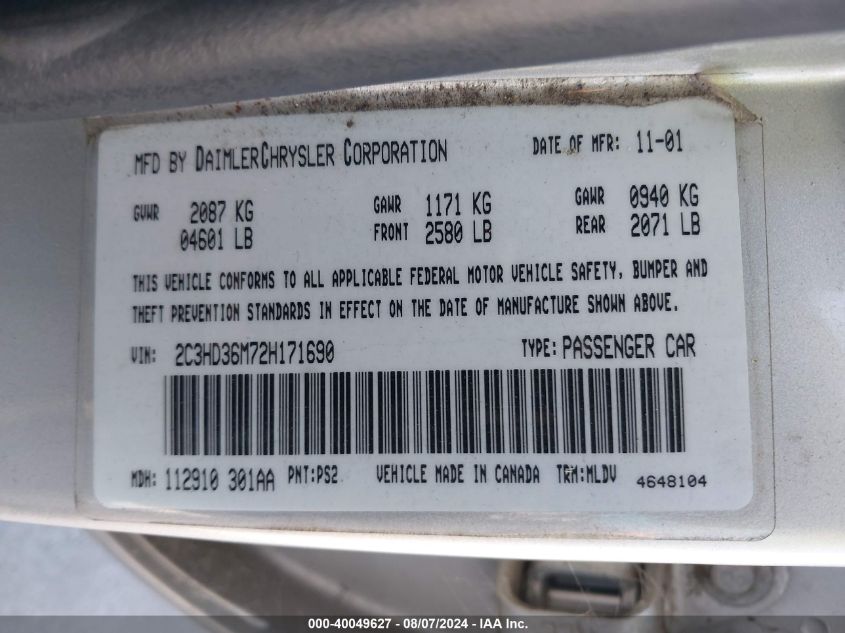 MFD BY DAIMLERCHRYSLER CORPORATION DATE OF MFR: 11-01
GVWR 2087 KG GAWR 1171 KG GAWR 0940 KG
04601 LB FRONT 2580 LB REAR 2071 LB
THIS VEHICLE CONFORMS TO ALL APPLICABLE FEDERAL MOTOR VEHICLE SAFETY, BUMPER AND
THEFT PREVENTION STANDARDS IN EFFECT ON THE DATE OF MANUFACTURE SHOWN ABOVE.
VIN: 2C3HD36M72H171690 TYPE: PASSENGER CAR
MDH: 112910 301AA PNT:PS2 VEHICLE MADE IN CANADA TRM:MLDV 4648104
000-40049627 - 08/07/2024 - IAA Inc.